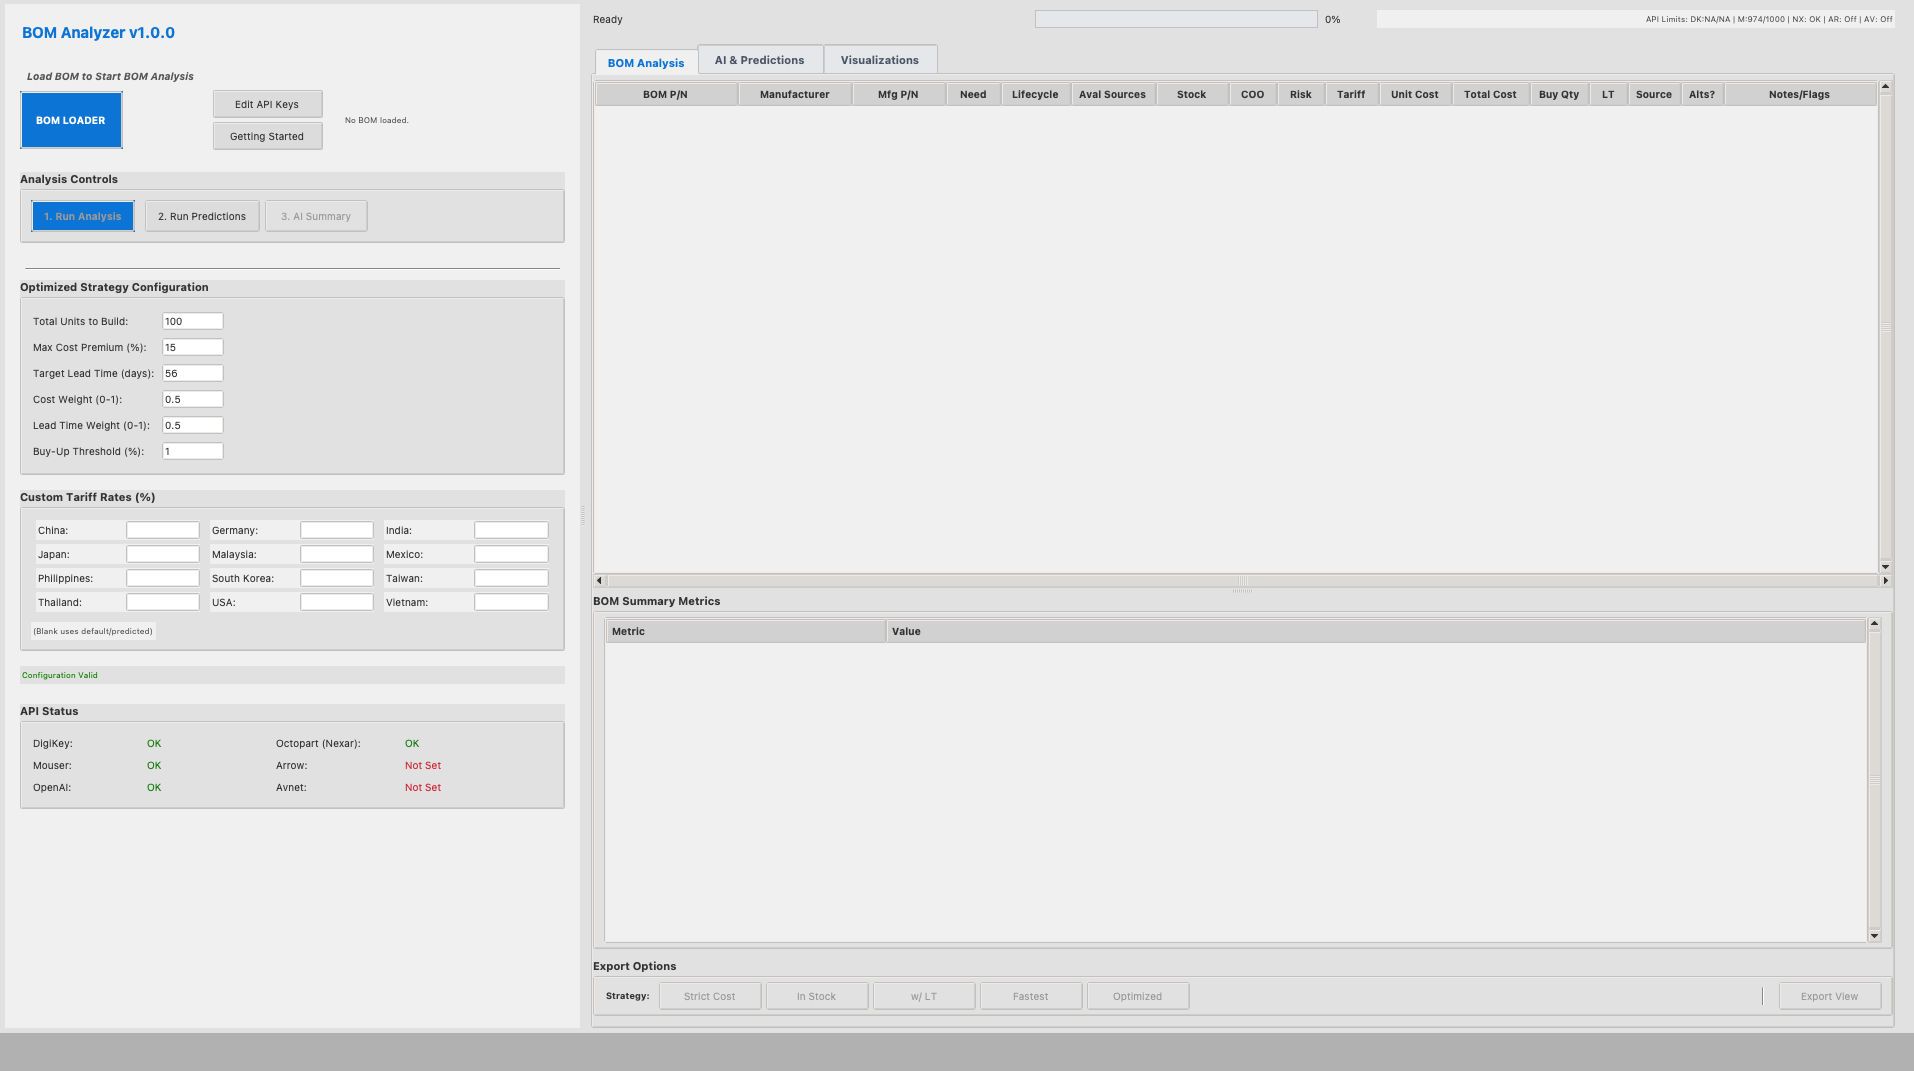 BOM Analyzer v1.0.0
Load BOM to Start BOM Analysis
BOM LOADER
Edit API Keys
Getting Started
No BOM loaded.
Analysis Controls
1. Run Analysis
2. Run Predictions
3. AI Summary
Optimized Strategy Configuration
Total Units to Build: 100
Max Cost Premium (%): 15
Target Lead Time (days): 56
Cost Weight (0-1): 0.5
Lead Time Weight (0-1): 0.5
Buy-Up Threshold (%): 1
Custom Tariff Rates (%)
China: Germany: India:
Japan: Malaysia: Mexico:
Philippines: South Korea: Taiwan:
Thailand: USA: Vietnam:
(Blank uses default/predicted)
Configuration Valid
API Status
DigiKey: OK Octopart (Nexar): OK
Mouser: OK Arrow: Not Set
OpenAI: OK Avnet: Not Set
Ready
0%
API Limits: DK:NA/NA | M:974/1000 | NX: OK | AR: Off | AV: Off
BOM Analysis
AI & Predictions
Visualizations
BOM P/N Manufacturer Mfg P/N Need Lifecycle Aval Sources Stock COO Risk Tariff Unit Cost Total Cost Buy Qty LT Source Alts? Notes/Flags
BOM Summary Metrics
Metric Value
Export Options
Strategy: Strict Cost In Stock w/ LT Fastest Optimized Export View